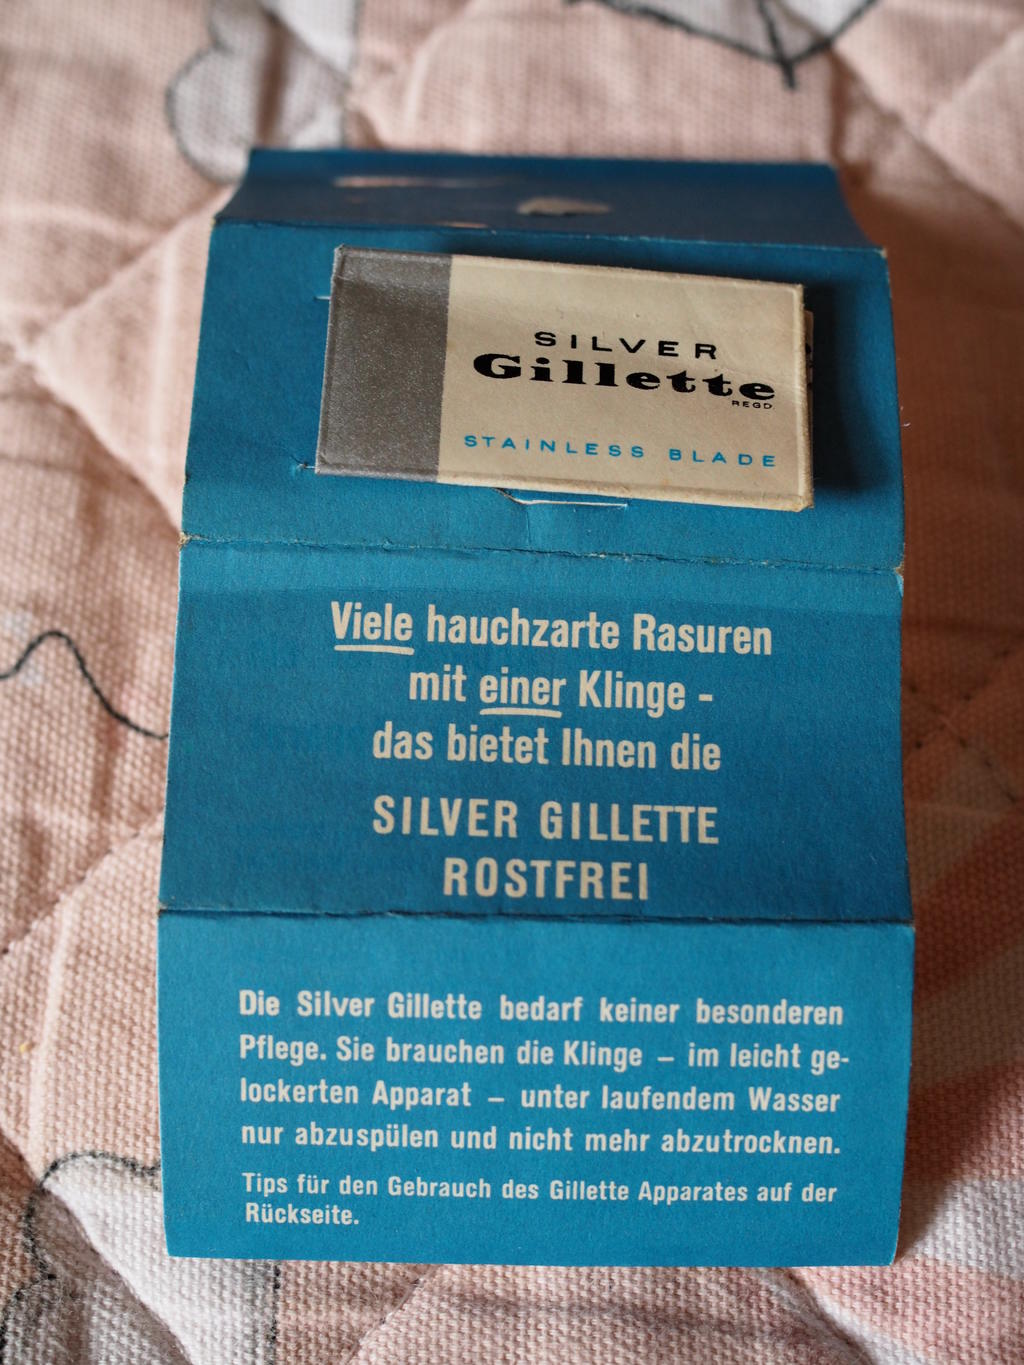 SILVER
Gillette
REGD.
STAINLESS BLADE
Viele hauchzarte Rasuren
mit einer Klinge -
das bietet Ihnen die
SILVER GILLETTE
ROSTFREI
Die Silver Gillette bedarf keiner besonderen
Pflege. Sie brauchen die Klinge – im leicht ge-
lockerten Apparat – unter laufendem Wasser
nur abzuspülen und nicht mehr abzutrocknen.
Tips für den Gebrauch des Gillette Apparates auf der
Rückseite.